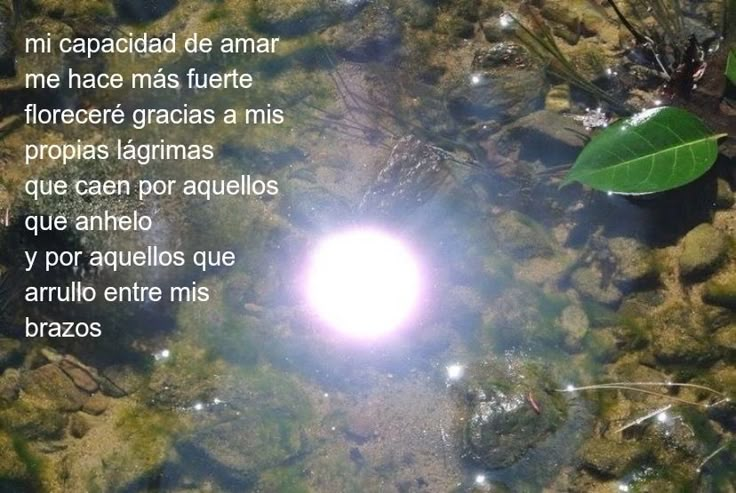 mi capacidad de amar
me hace más fuerte
floreceré gracias a mis
propias lágrimas
que caen por aquellos
que anhelo
y por aquellos que
arrullo entre mis
brazos